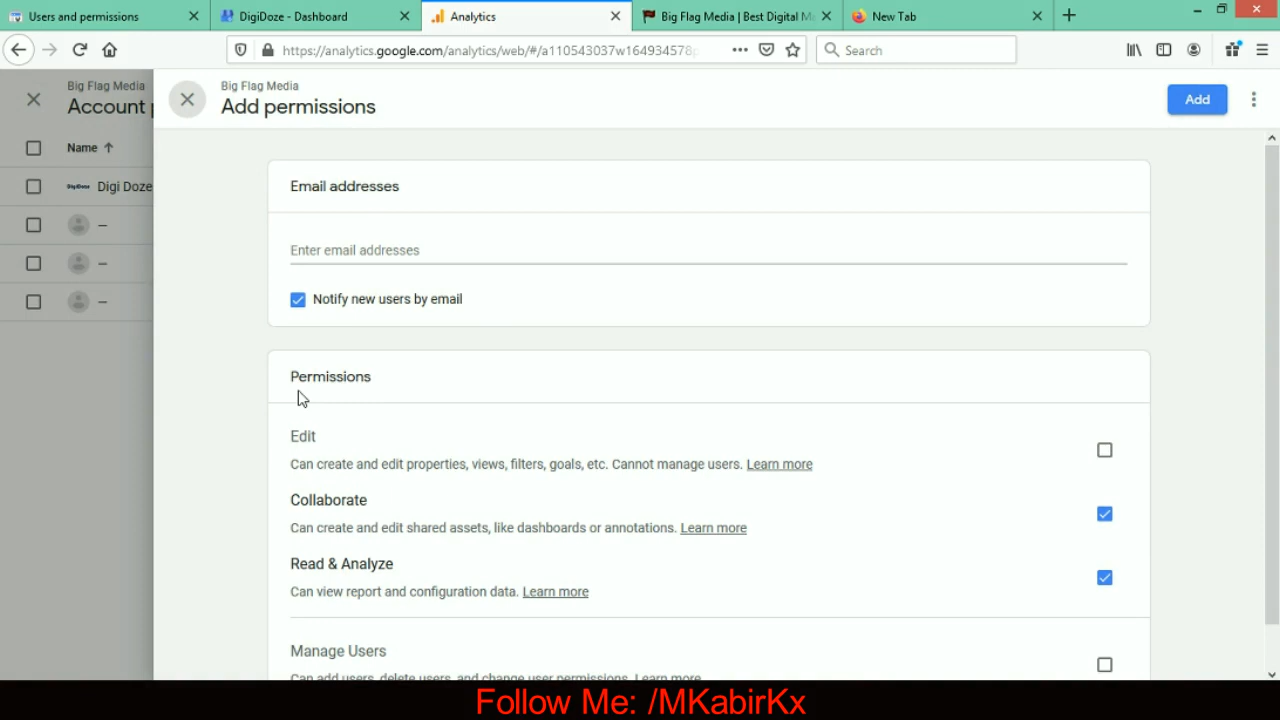 Users and permissions
DigiDoze - Dashboard
Analytics
Big Flag Media | Best Digital M
New Tab
https://analytics.google.com/analytics/web/#/a110543037w164934578p
Search
Big Flag Media
Account p
Name
DigiDoze
Digi Doze
–
–
–
Big Flag Media
Add permissions
Add
Email addresses
Enter email addresses
Notify new users by email
Permissions
Edit
Can create and edit properties, views, filters, goals, etc. Cannot manage users. Learn more
Collaborate
Can create and edit shared assets, like dashboards or annotations. Learn more
Read & Analyze
Can view report and configuration data. Learn more
Manage Users
Can add users, delete users, and change user permissions. Learn more
Follow Me: /MKabirKx